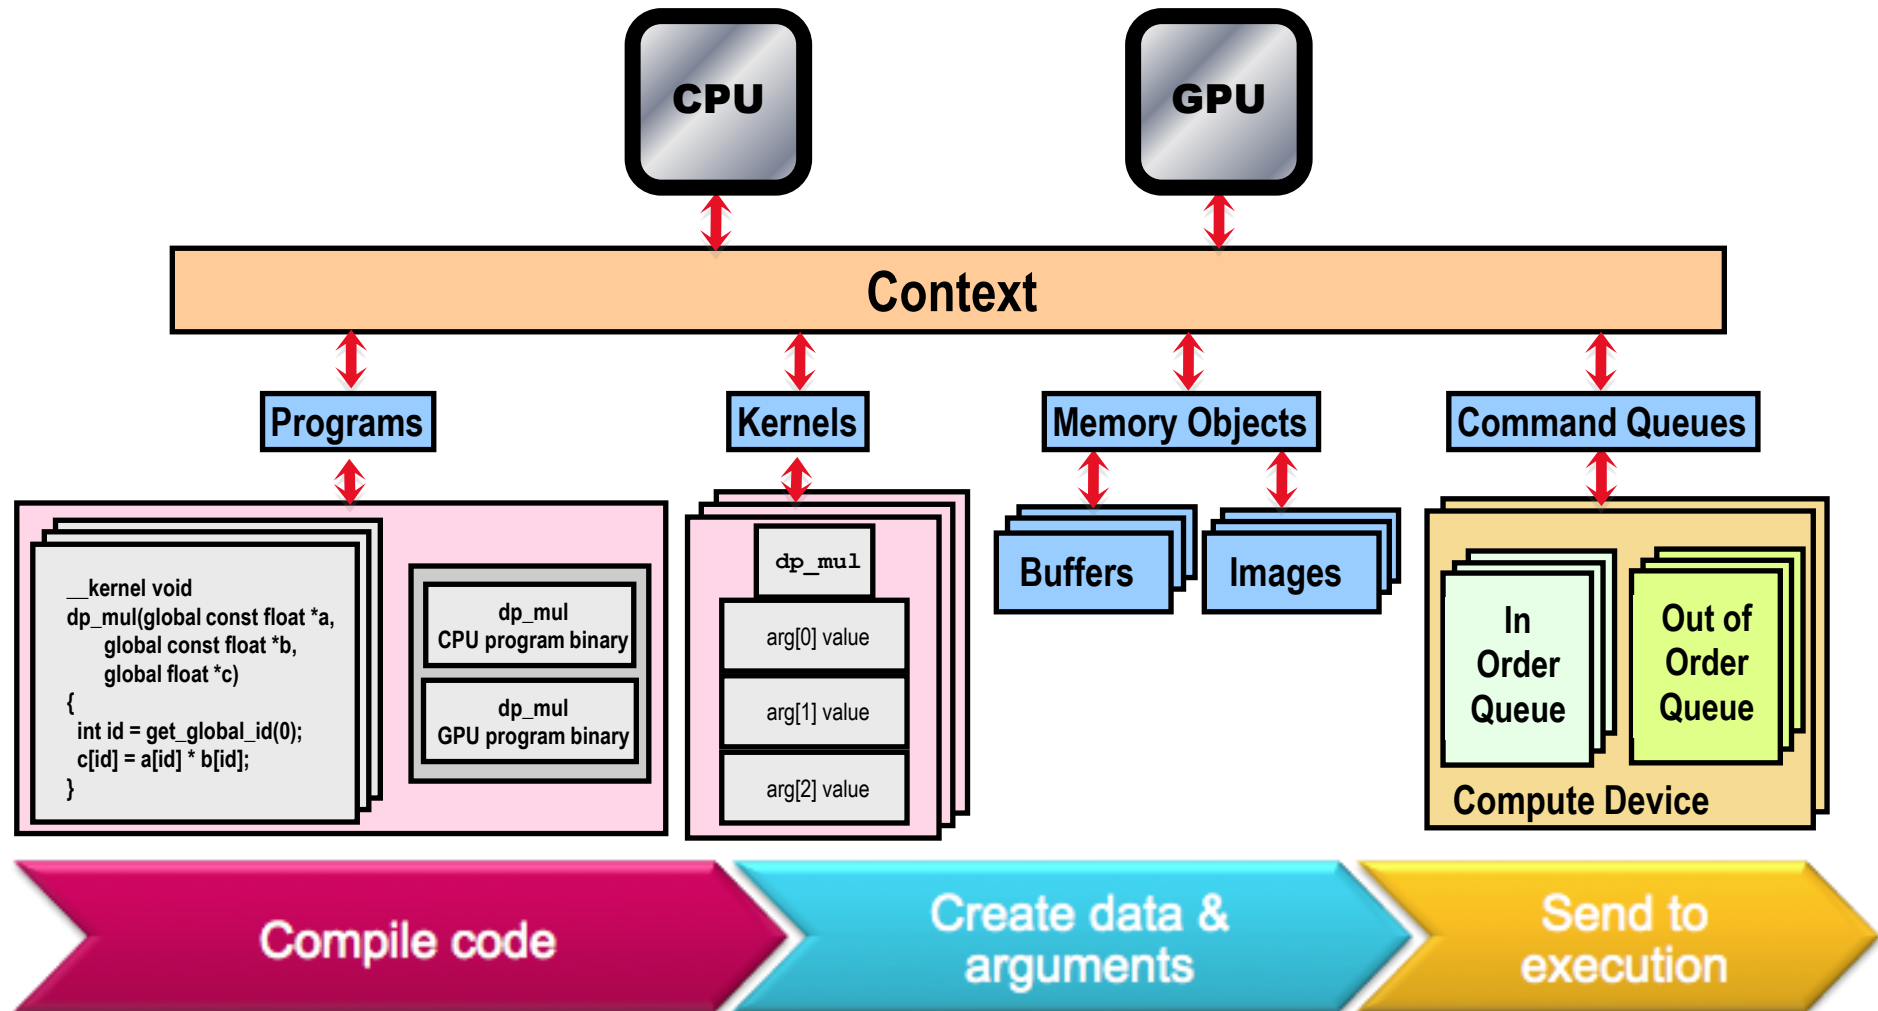 CPU
GPU
Context
Programs
Kernels
Memory Objects
Command Queues
__kernel void
dp_mul(global const float *a,
global const float *b,
global float *c)
{
int id = get_global_id(0);
c[id] = a[id] * b[id];
}
dp_mul
CPU program binary
dp_mul
GPU program binary
dp_mul
arg[0] value
arg[1] value
arg[2] value
Buffers
Images
In
Order
Queue
Out of
Order
Queue
Compute Device
Compile code
Create data &
arguments
Send to
execution